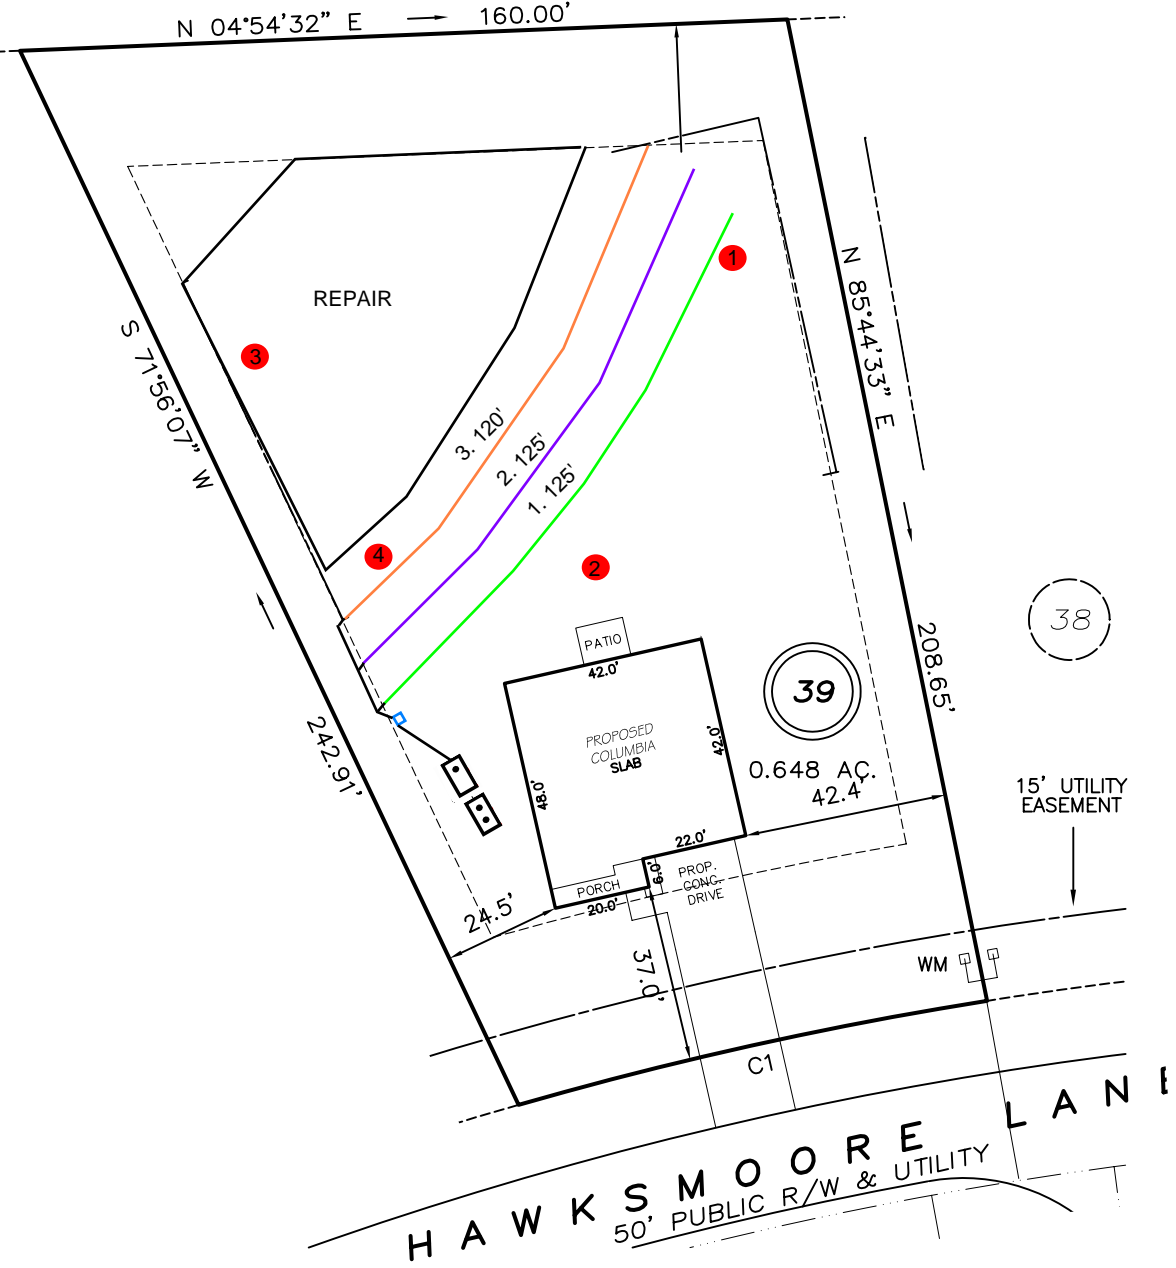 N 04°54'32" E
160.00'
1
N 85°44'33" E
REPAIR
S 71°56'07" W
3
3. 120'
2. 125'
1. 125'
4
2
38
208.65'
PATIO
42.0'
39
242.91'
PROPOSED
COLUMBIA
SLAB
42.0'
0.648 AC.
42.4'
48.0'
15' UTILITY
EASEMENT
22.0'
6.0'
PROP.
CONC.
DRIVE
PORCH
20.0'
24.5'
37.0'
WM
C1
HAWKSMOORE LANE
50' PUBLIC R/W & UTILITY